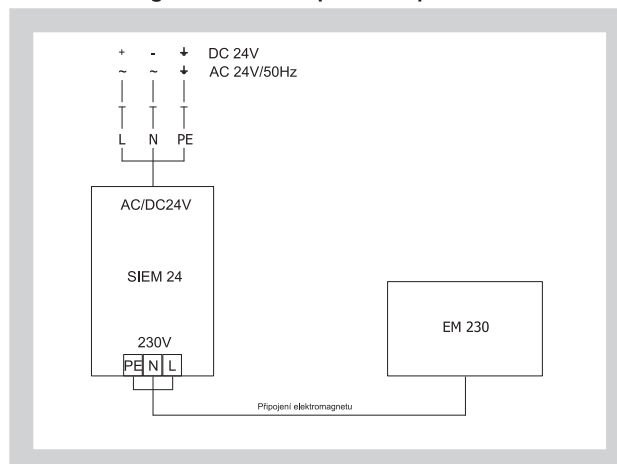 + - ⏚ DC 24V
~ ~ ⏚ AC 24V/50Hz
L N PE
AC/DC24V
SIEM 24
230V
PE N L
EM 230
Připojení elektromagnetu